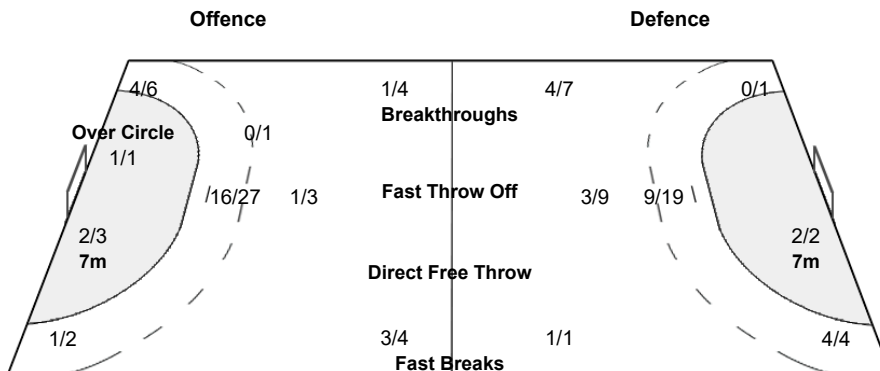 Offence Defence
4/6 1/4 4/7 0/1
Breakthroughs
Over Circle 0/1
1/1
16/27 1/3 Fast Throw Off 3/9 9/19
2/3 2/2
7m 7m
Direct Free Throw
1/2 3/4 1/1 4/4
Fast Breaks